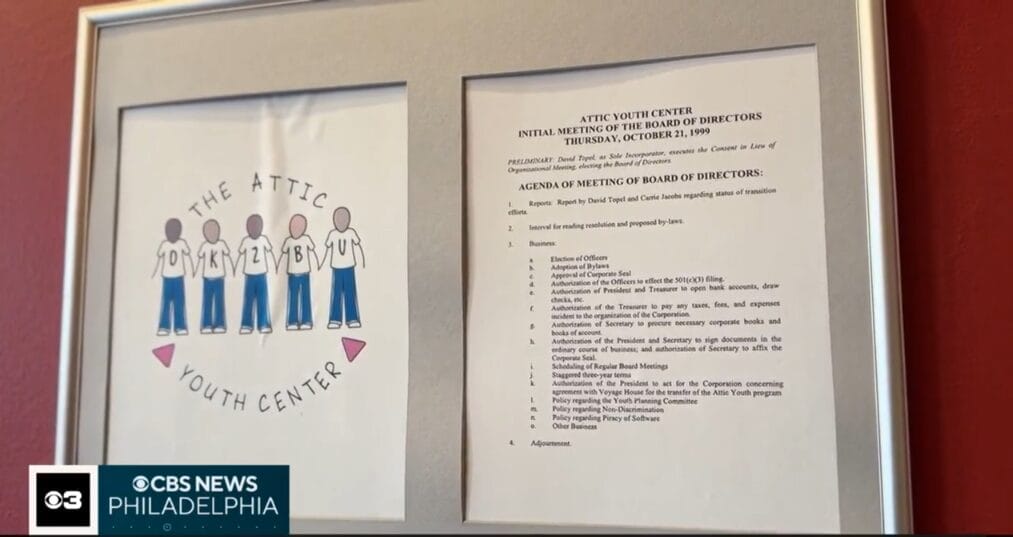 THE ATTIC
OK2BU
YOUTH CENTER
ATTIC YOUTH CENTER
INITIAL MEETING OF THE BOARD OF DIRECTORS
THURSDAY, OCTOBER 21, 1999
PRELIMINARY: David Topel, as Sole Incorporator, executes the Consent in Lieu of
Organizational Meeting, electing the Board of Directors.
AGENDA OF MEETING OF BOARD OF DIRECTORS:
1. Reports: Report by David Topel and Carrie Jacobs regarding status of transition
efforts.
2. Interval for reading resolution and proposed by-laws.
3. Business:
a. Election of Officers
b. Adoption of Bylaws
c. Approval of Corporate Seal
d. Authorization of the Officers to effect the 501(c)(3) filing.
e. Authorization of President and Treasurer to open bank accounts, draw
checks, etc.
f. Authorization of the Treasurer to pay any taxes, fees, and expenses
incident to the organization of the Corporation.
g. Authorization of Secretary to procure necessary corporate books and
books of account.
h. Authorization of the President and Secretary to sign documents in the
ordinary course of business; and authorization of Secretary to affix the
Corporate Seal.
i. Scheduling of Regular Board Meetings
j. Staggered three-year terms
k. Authorization of the President to act for the Corporation concerning
agreement with Voyage House for the transfer of the Attic Youth program
l. Policy regarding the Youth Planning Committee
m. Policy regarding Non-Discrimination
n. Policy regarding Piracy of Software
o. Other Business
4. Adjournment.
3
CBS NEWS
PHILADELPHIA